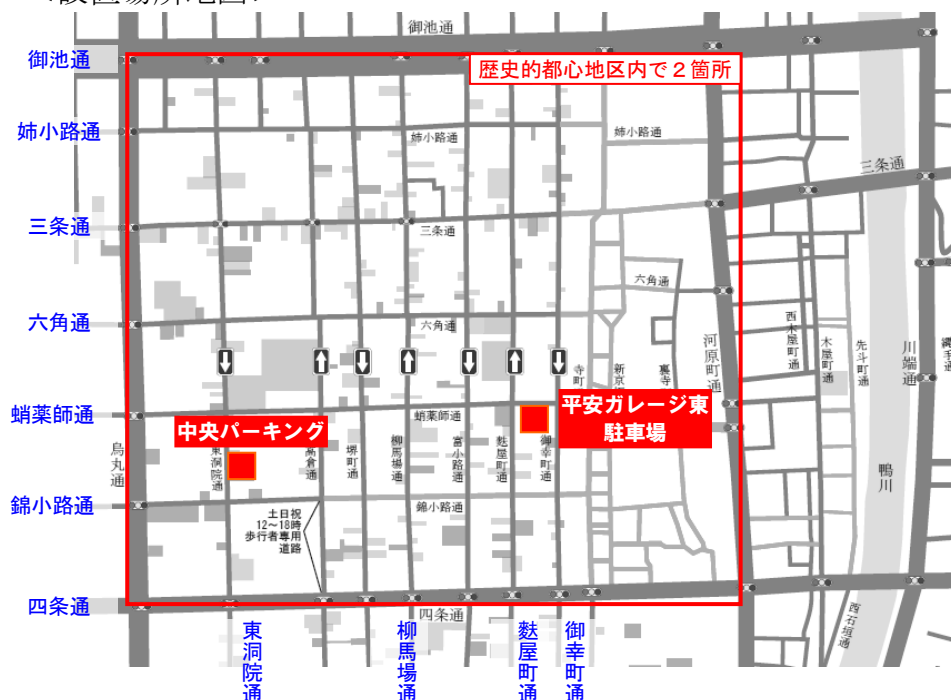 <設置場所地図>
御池通
御池通
歴史的都心地区内で２箇所
姉小路通
姉小路通
姉小路通
三条通
三条通
三条通
六角通
六角通
六角通
河原町通
西木屋町通
木屋町通
先斗町通
川端通
寺町
新京
裏寺
蛸薬師通
蛸薬師通
中央パーキング
平安ガレージ東
駐車場
烏丸通
東洞院通
高倉通
堺町通
柳馬場通
富小路通
麩屋町通
御幸町通
鴨川
錦小路通
錦小路通
土日祝
12～18時
歩行者専用
道路
四条通
四条通
西石垣通
東洞院通
柳馬場通
麩屋町通
御幸町通